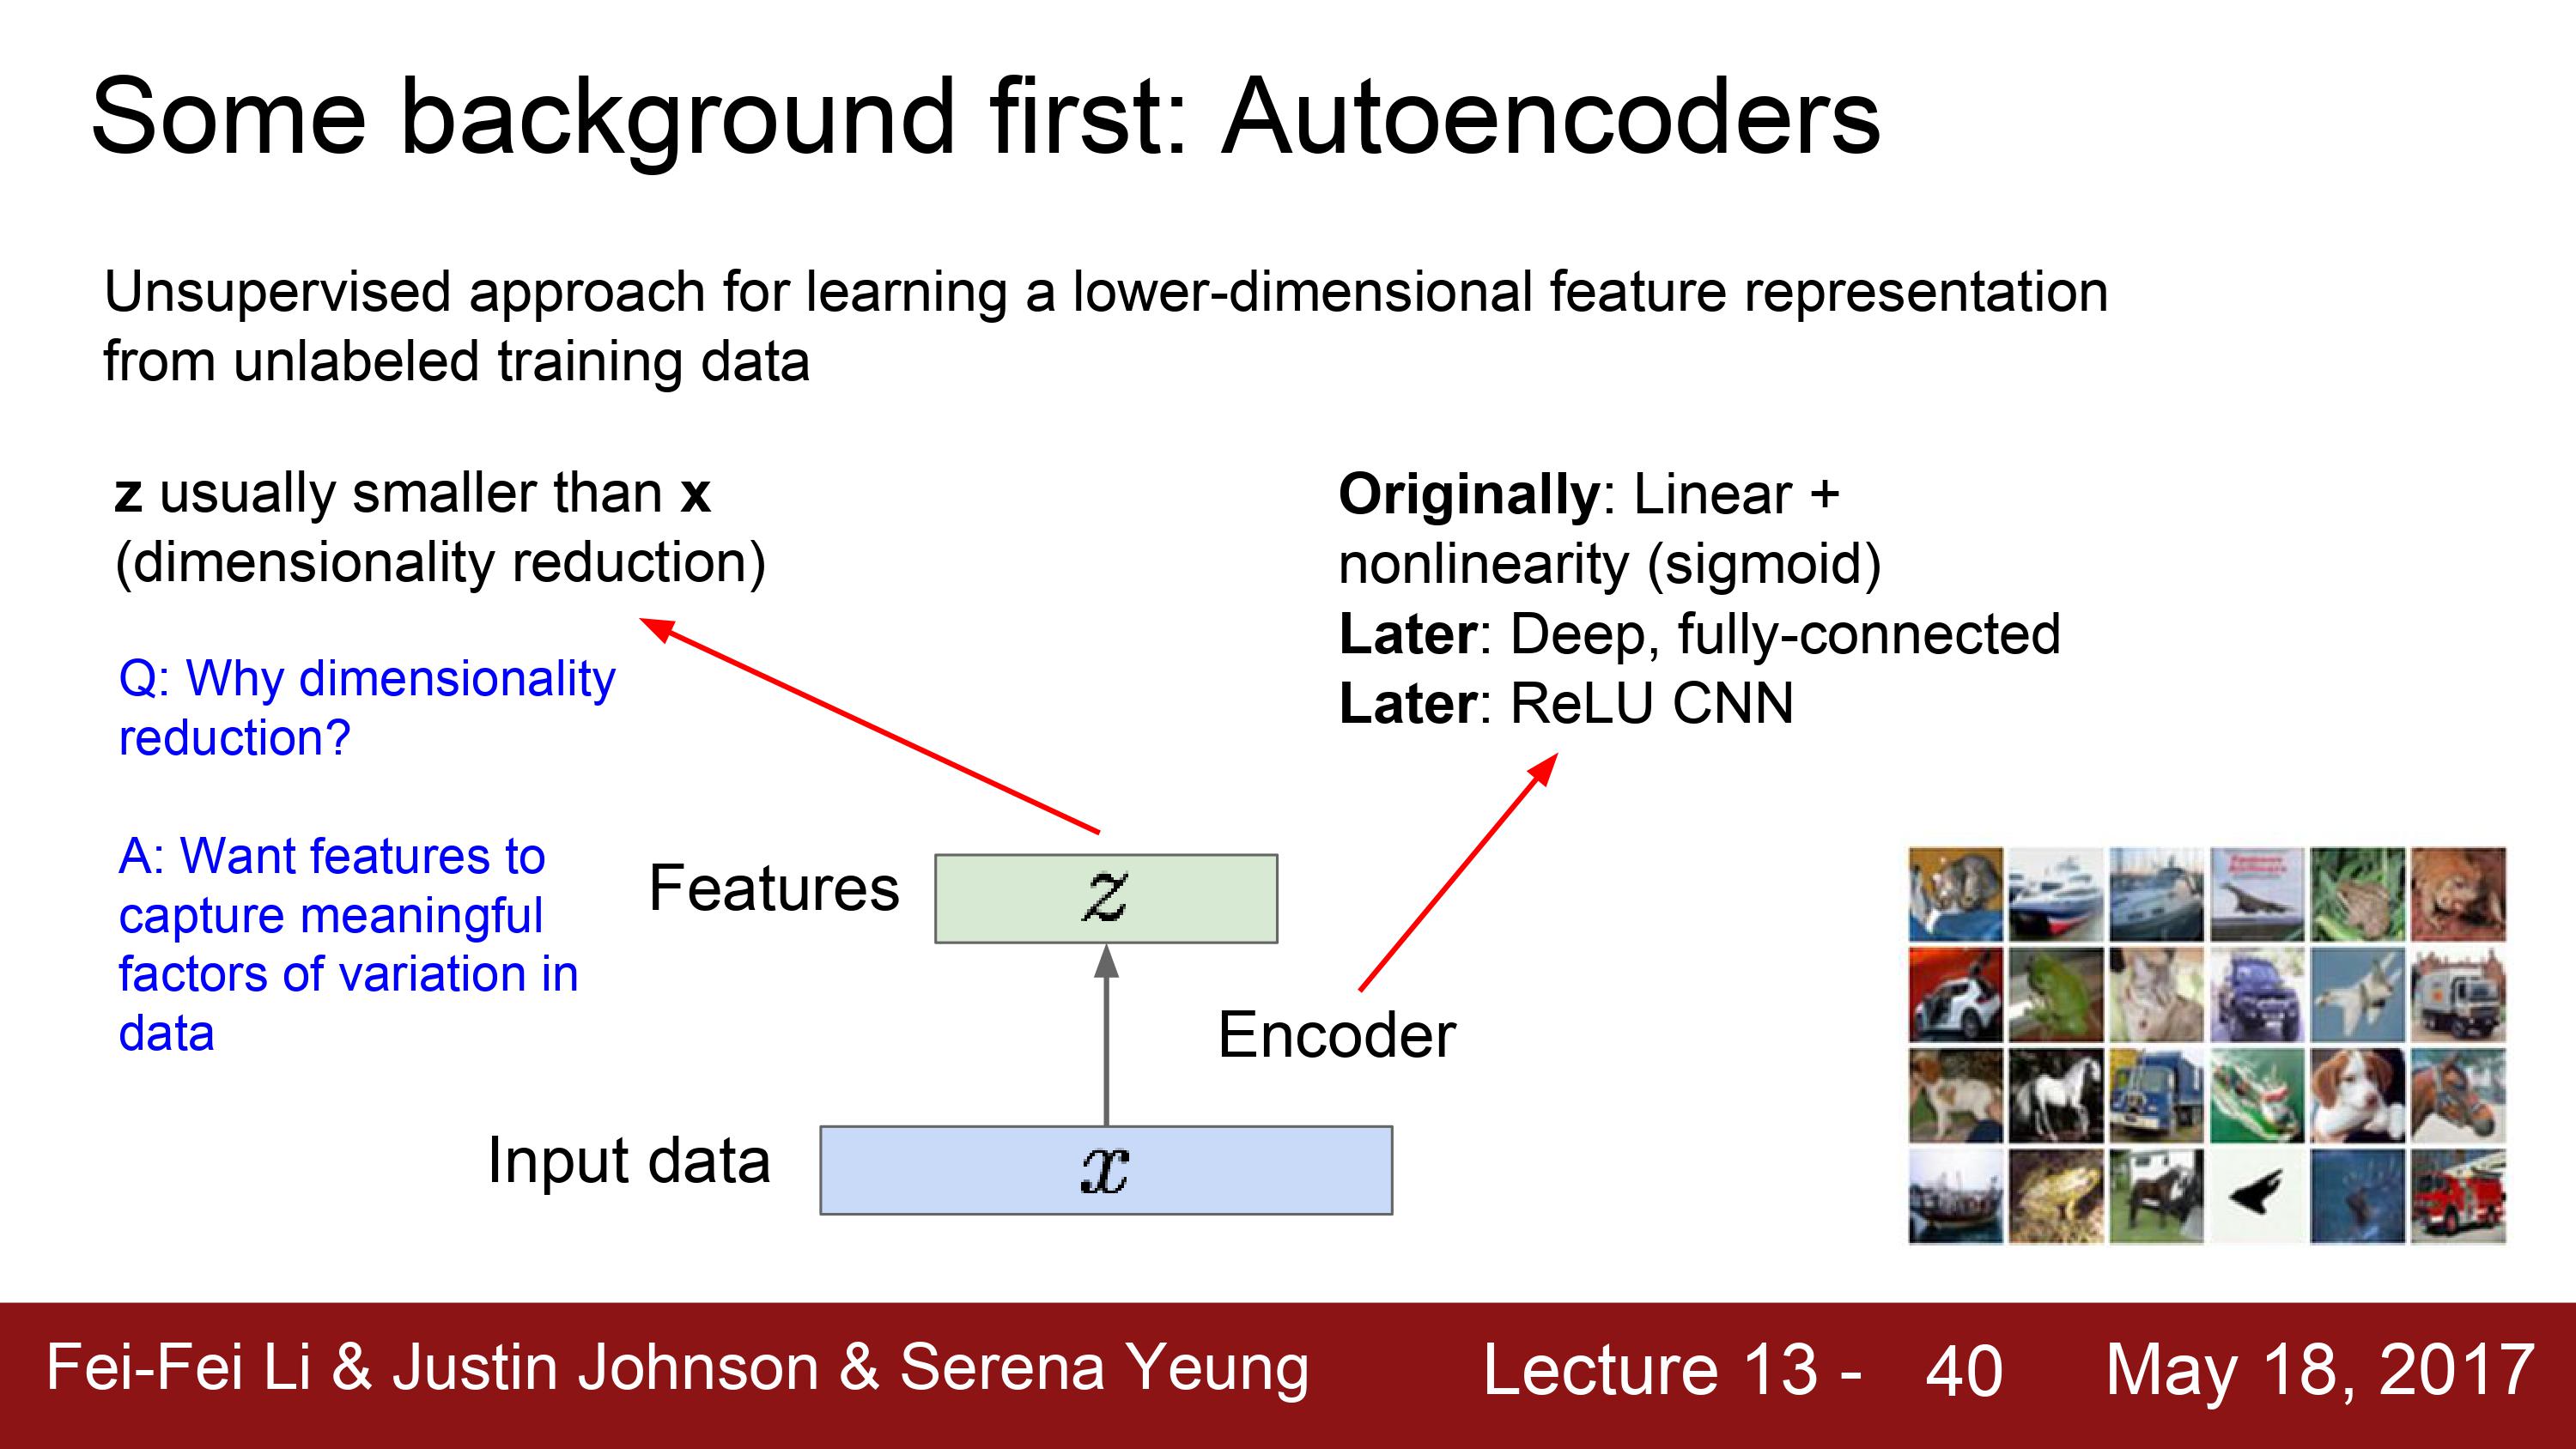 Some background first: Autoencoders
Unsupervised approach for learning a lower-dimensional feature representation
from unlabeled training data
z usually smaller than x
(dimensionality reduction)
Originally: Linear +
nonlinearity (sigmoid)
Later: Deep, fully-connected
Later: ReLU CNN
Q: Why dimensionality
reduction?
A: Want features to
capture meaningful
factors of variation in
data
Features
z
Encoder
Input data
x
Fei-Fei Li & Justin Johnson & Serena Yeung
Lecture 13 - 40
May 18, 2017